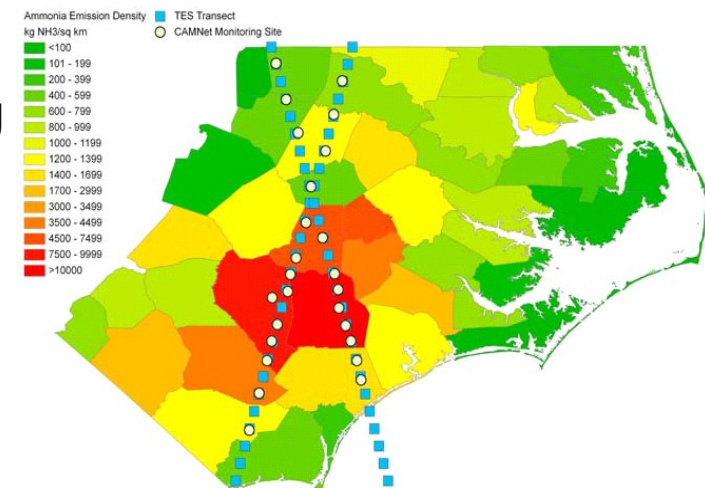 Ammonia Emission Density
kg NH3/sq km
<100
101 - 199
200 - 399
400 - 599
600 - 799
800 - 999
1000 - 1199
1200 - 1399
1400 - 1699
1700 - 2999
3000 - 3499
3500 - 4499
4500 - 7499
7500 - 9999
>10000
TES Transect
CAMNet Monitoring Site